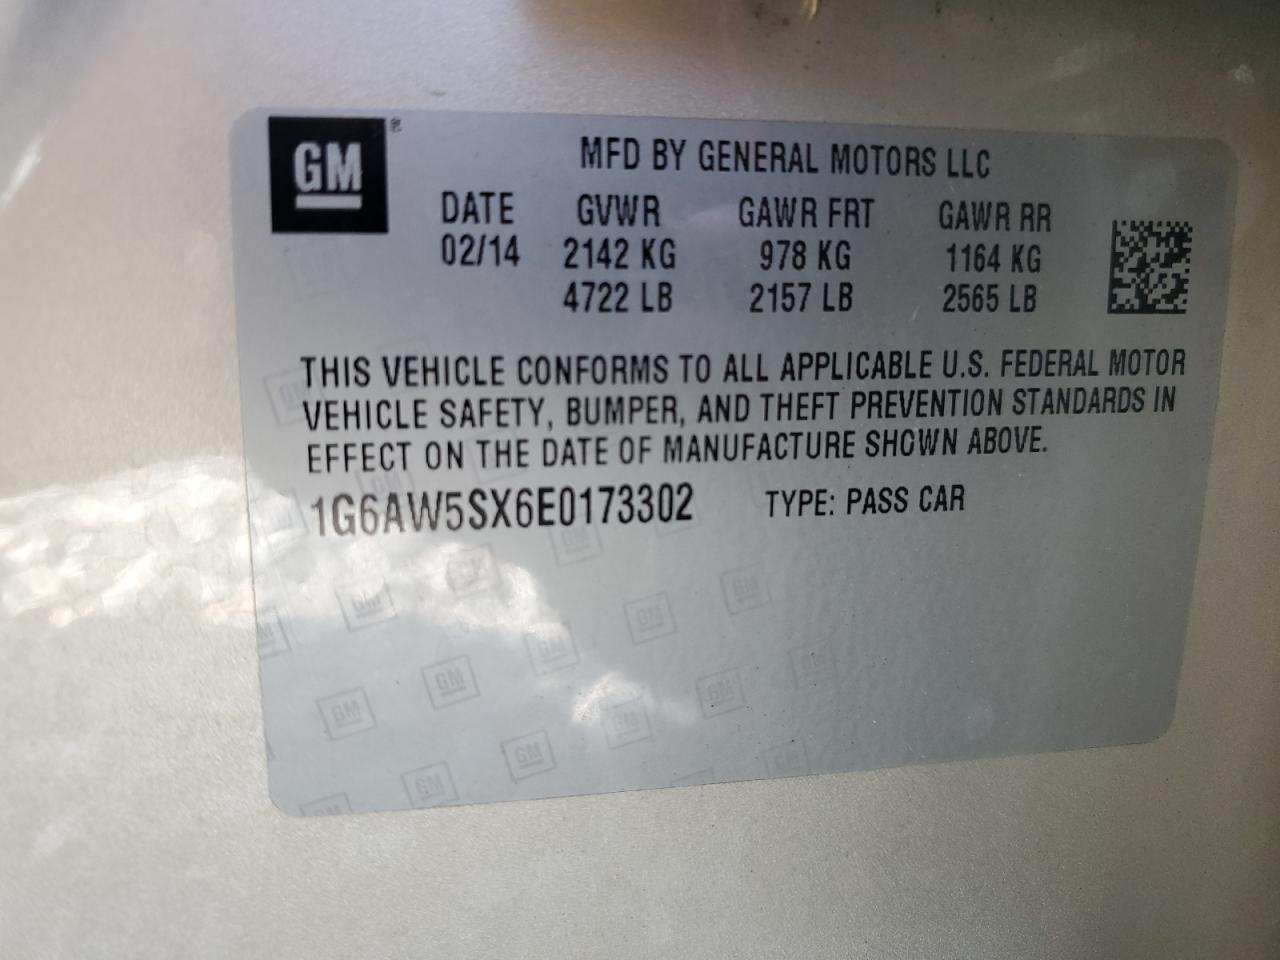 GM
MFD BY GENERAL MOTORS LLC
DATE GVWR GAWR FRT GAWR RR
02/14 2142 KG 978 KG 1164 KG
4722 LB 2157 LB 2565 LB
THIS VEHICLE CONFORMS TO ALL APPLICABLE U.S. FEDERAL MOTOR
VEHICLE SAFETY, BUMPER, AND THEFT PREVENTION STANDARDS IN
EFFECT ON THE DATE OF MANUFACTURE SHOWN ABOVE.
1G6AW5SX6E0173302 TYPE: PASS CAR